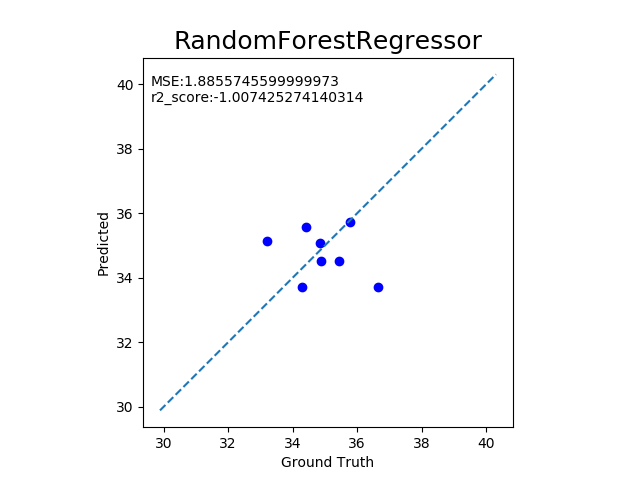 RandomForestRegressor
MSE:1.8855745599999973
r2_score:-1.007425274140314
40
38
36
34
32
30
Predicted
30 32 34 36 38 40
Ground Truth